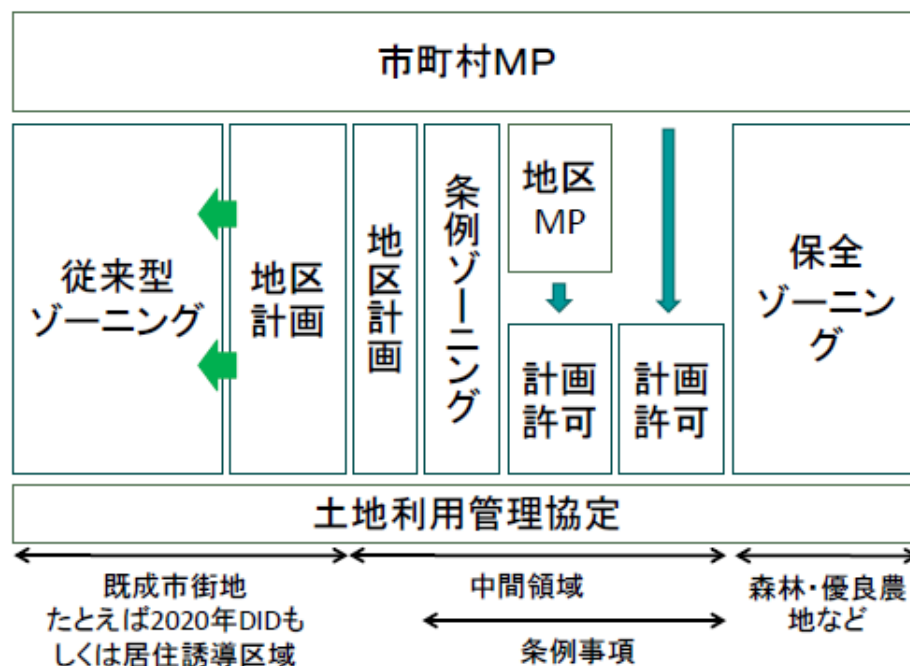 市町村MP
従来型
ゾーニング
地区
計画
地区計画
条例ゾーニング
地区
MP
計画
許可
計画
許可
保全
ゾーニン
グ
土地利用管理協定
既成市街地
たとえば2020年DIDも
しくは居住誘導区域
中間領域
条例事項
森林・優良農
地など